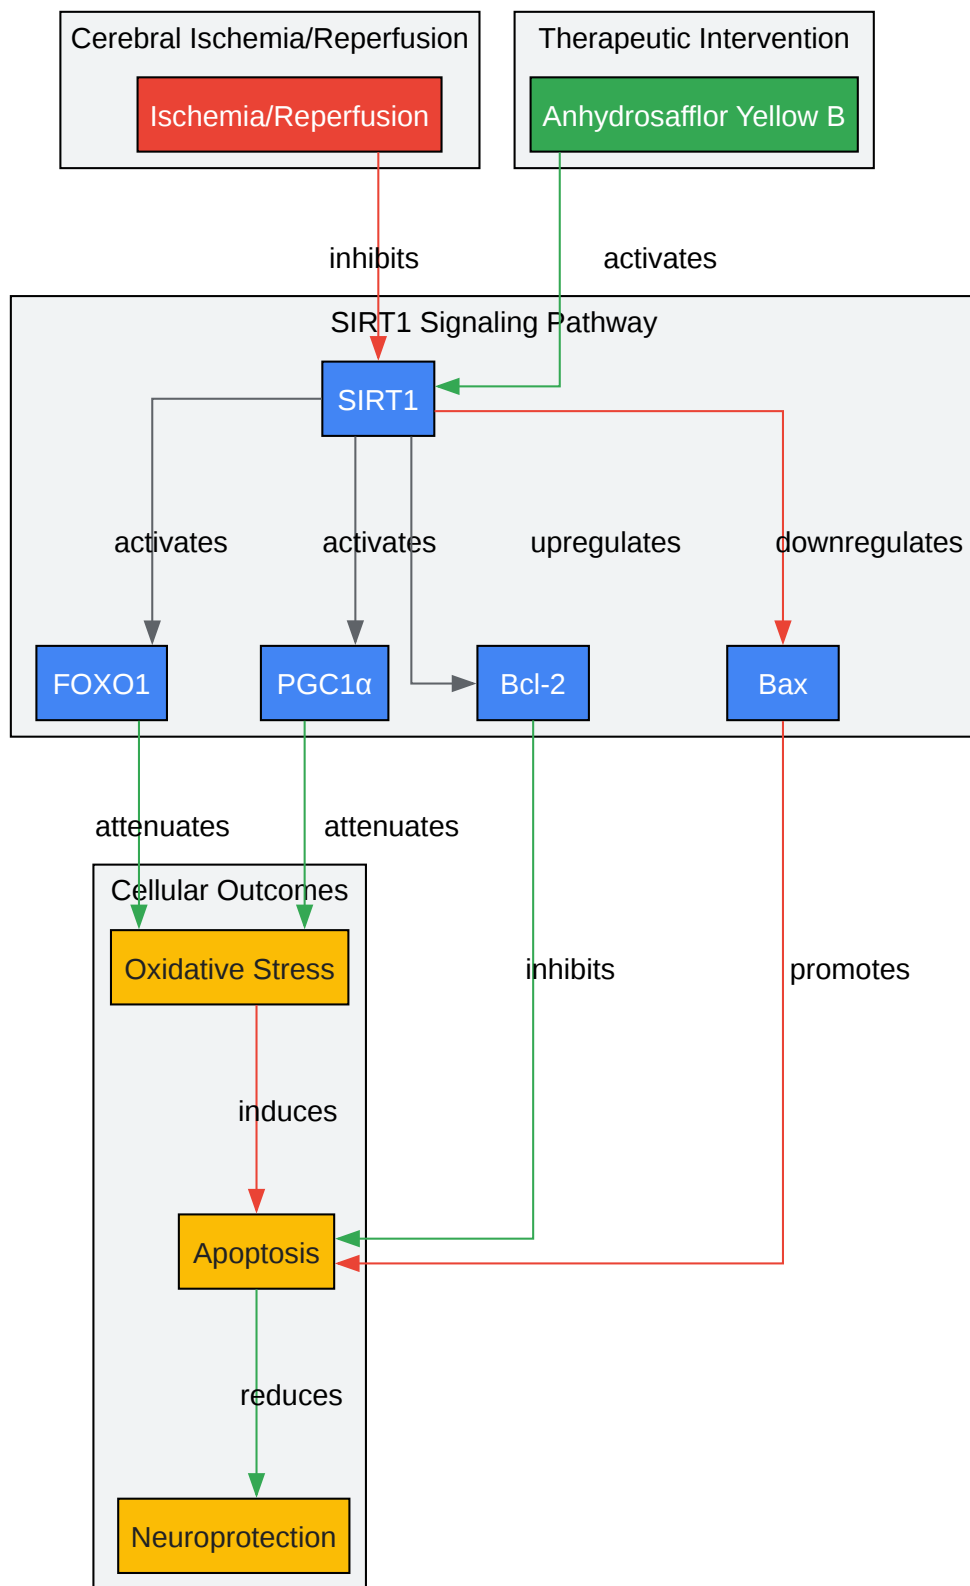 Cerebral Ischemia/Reperfusion
Therapeutic Intervention
Ischemia/Reperfusion
Anhydrosafflor Yellow B
inhibits
activates
SIRT1 Signaling Pathway
SIRT1
activates
activates
upregulates
downregulates
FOXO1
PGC1α
Bcl-2
Bax
attenuates
attenuates
Cellular Outcomes
Oxidative Stress
inhibits
promotes
induces
Apoptosis
reduces
Neuroprotection